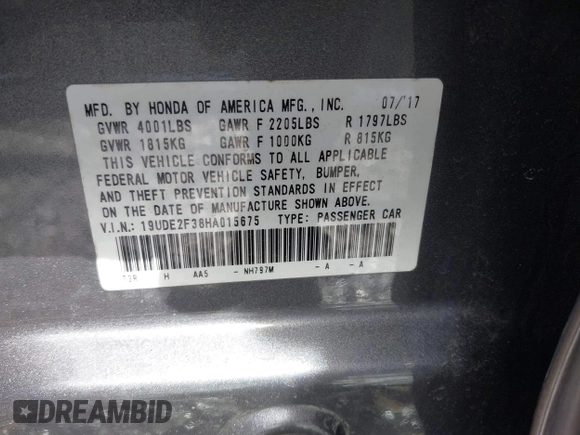 MFD. BY HONDA OF AMERICA MFG., INC. 07/'17
GVWR 4001LBS GAWR F 2205LBS R 1797LBS
GVWR 1815KG GAWR F 1000KG R 815KG
THIS VEHICLE CONFORMS TO ALL APPLICABLE
FEDERAL MOTOR VEHICLE SAFETY, BUMPER,
AND THEFT PREVENTION STANDARDS IN EFFECT
ON THE DATE OF MANUFACTURE SHOWN ABOVE.
V.I.N.: 19UDE2F38HA015675 TYPE: PASSENGER CAR
H AA5 - NH797M - A - A
DREAMBID